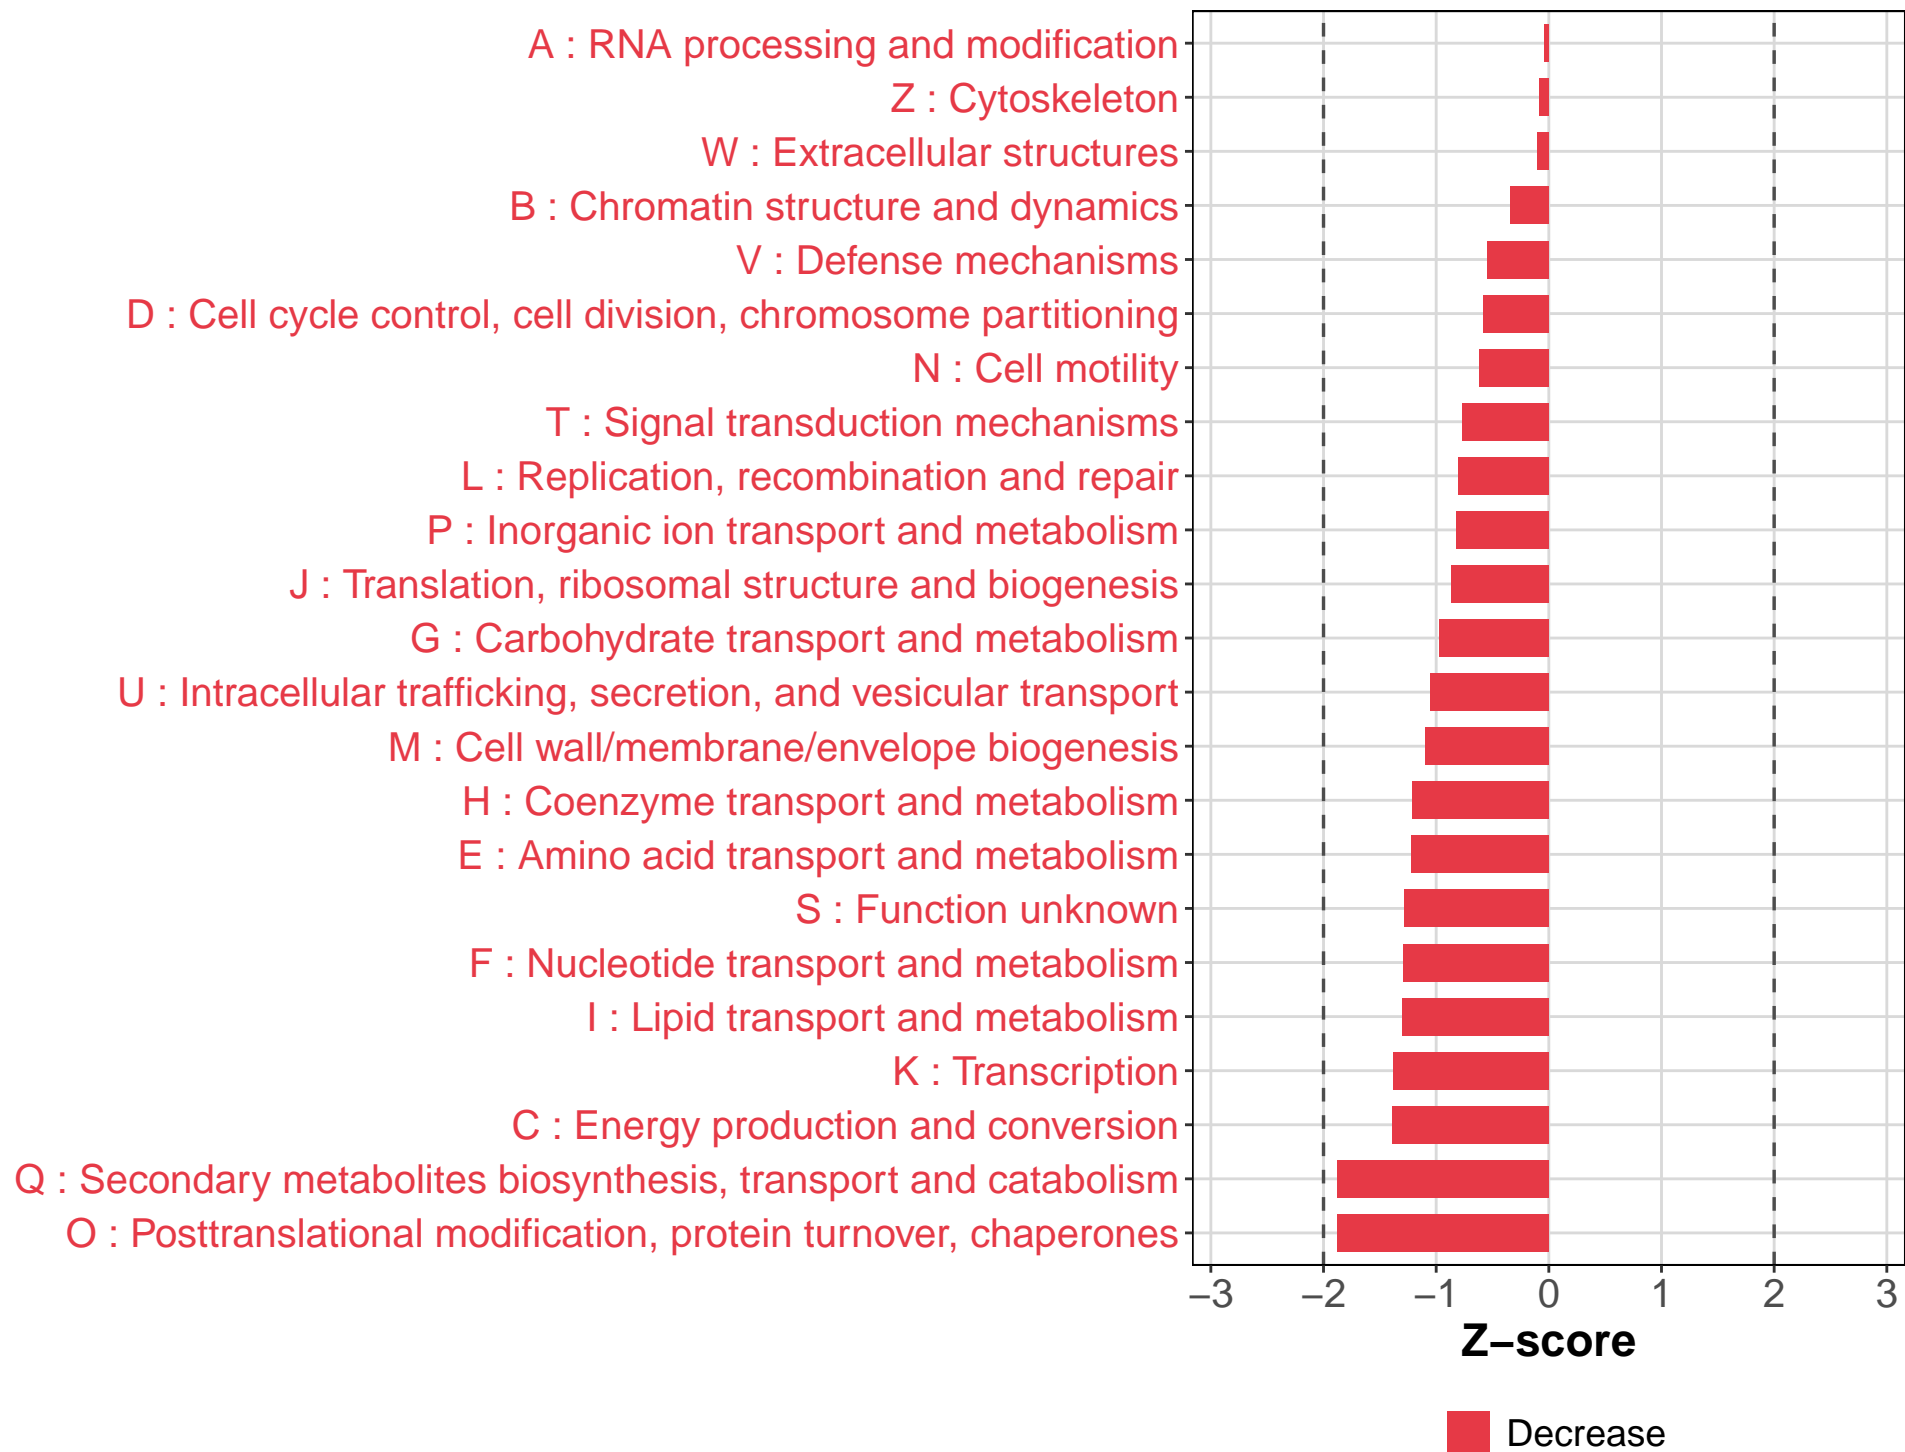 A : RNA processing and modification
Z : Cytoskeleton
W : Extracellular structures
B : Chromatin structure and dynamics
V : Defense mechanisms
D : Cell cycle control, cell division, chromosome partitioning
N : Cell motility
T : Signal transduction mechanisms
L : Replication, recombination and repair
P : Inorganic ion transport and metabolism
J : Translation, ribosomal structure and biogenesis
G : Carbohydrate transport and metabolism
U : Intracellular trafficking, secretion, and vesicular transport
M : Cell wall/membrane/envelope biogenesis
H : Coenzyme transport and metabolism
E : Amino acid transport and metabolism
S : Function unknown
F : Nucleotide transport and metabolism
I : Lipid transport and metabolism
K : Transcription
C : Energy production and conversion
Q : Secondary metabolites biosynthesis, transport and catabolism
O : Posttranslational modification, protein turnover, chaperones
−3 −2 −1 0 1 2 3
Z−score
Decrease